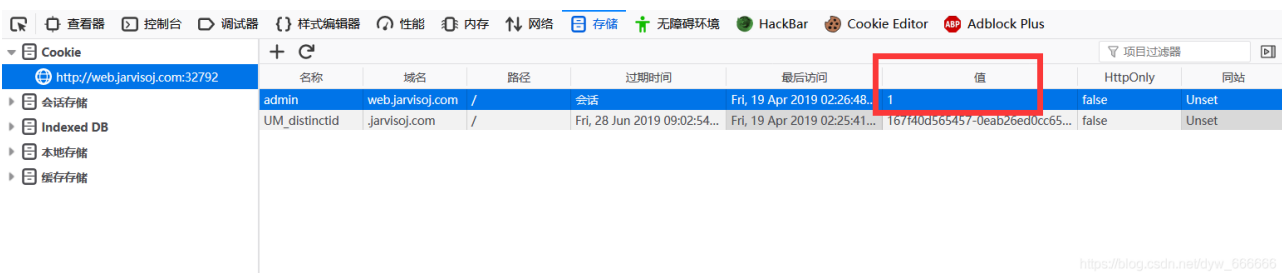 查看器 控制台 调试器 {} 样式编辑器 性能 内存 网络 存储 无障碍环境 HackBar Cookie Editor ABP Adblock Plus
Cookie
项目过滤器
http://web.jarvisoj.com:32792
名称 域名 路径 过期时间 最后访问 值 HttpOnly 同站
会话存储
admin web.jarvisoj.com / 会话 Fri, 19 Apr 2019 02:26:48... 1 false Unset
Indexed DB
UM_distinctid .jarvisoj.com / Fri, 28 Jun 2019 09:02:54... Fri, 19 Apr 2019 02:25:41... 167f40d565457-0eab26ed0cc65... false Unset
本地存储
缓存存储
https://blog.csdn.net/dyw_666666